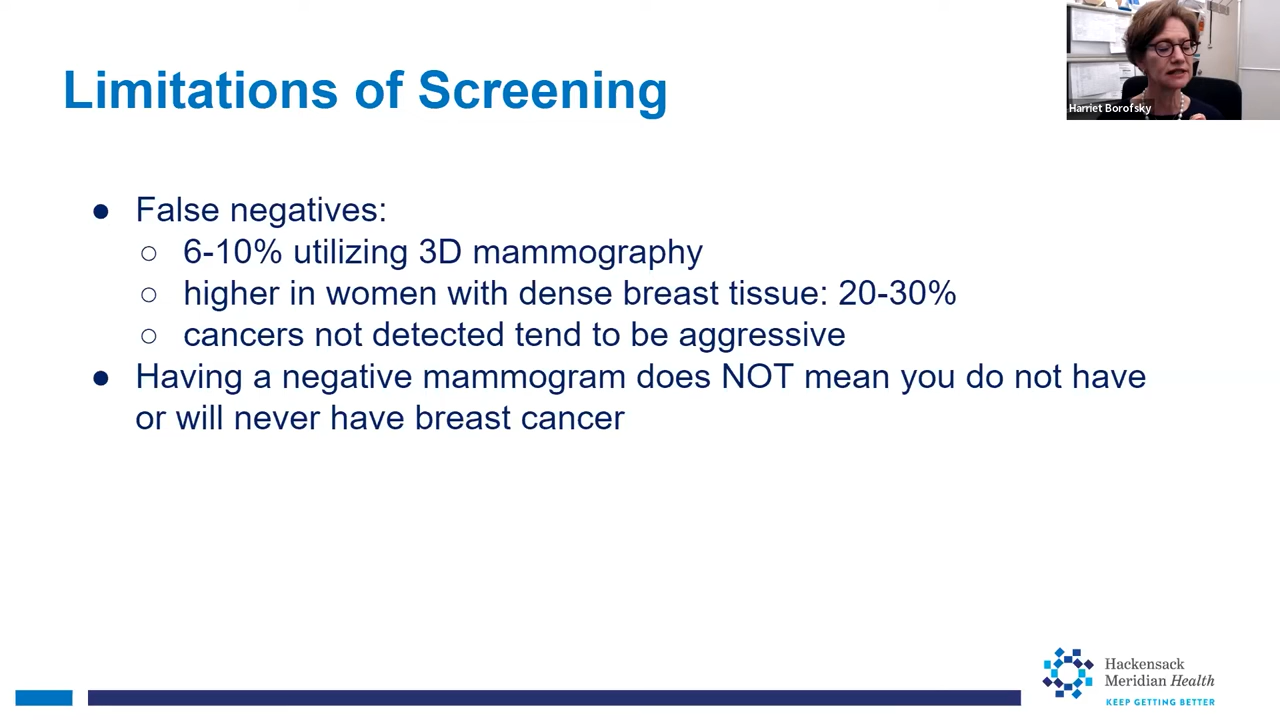 Limitations of Screening
Harriet Borofsky
● False negatives:
○ 6-10% utilizing 3D mammography
○ higher in women with dense breast tissue: 20-30%
○ cancers not detected tend to be aggressive
● Having a negative mammogram does NOT mean you do not have
or will never have breast cancer
Hackensack
Meridian Health
KEEP GETTING BETTER